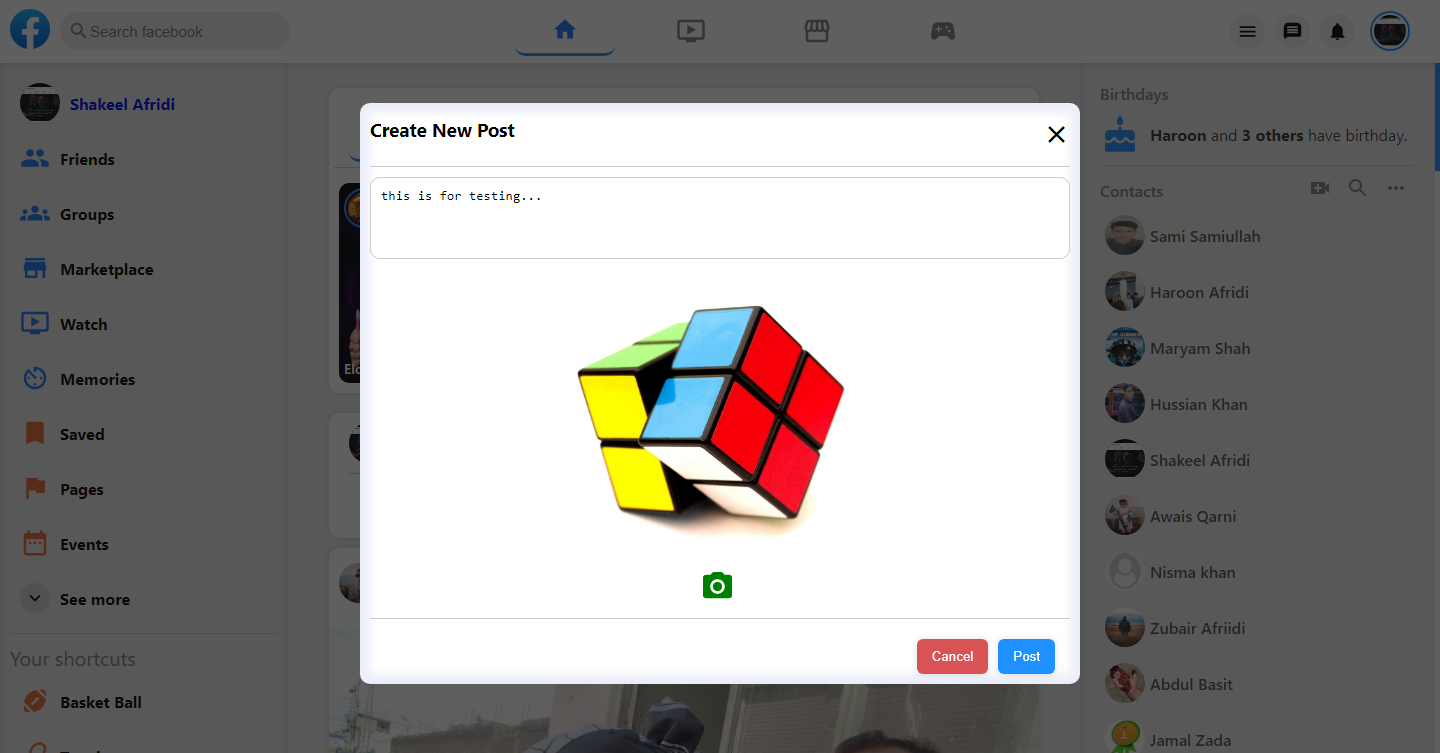 Search facebook
Shakeel Afridi
Friends
Groups
Marketplace
Watch
Memories
Saved
Pages
Events
See more
Your shortcuts
Basket Ball
Create New Post
this is for testing...
Cancel
Post
Birthdays
Haroon and 3 others have birthday.
Contacts
Sami Samiullah
Haroon Afridi
Maryam Shah
Hussian Khan
Shakeel Afridi
Awais Qarni
Nisma khan
Zubair Afriidi
Abdul Basit
Jamal Zada